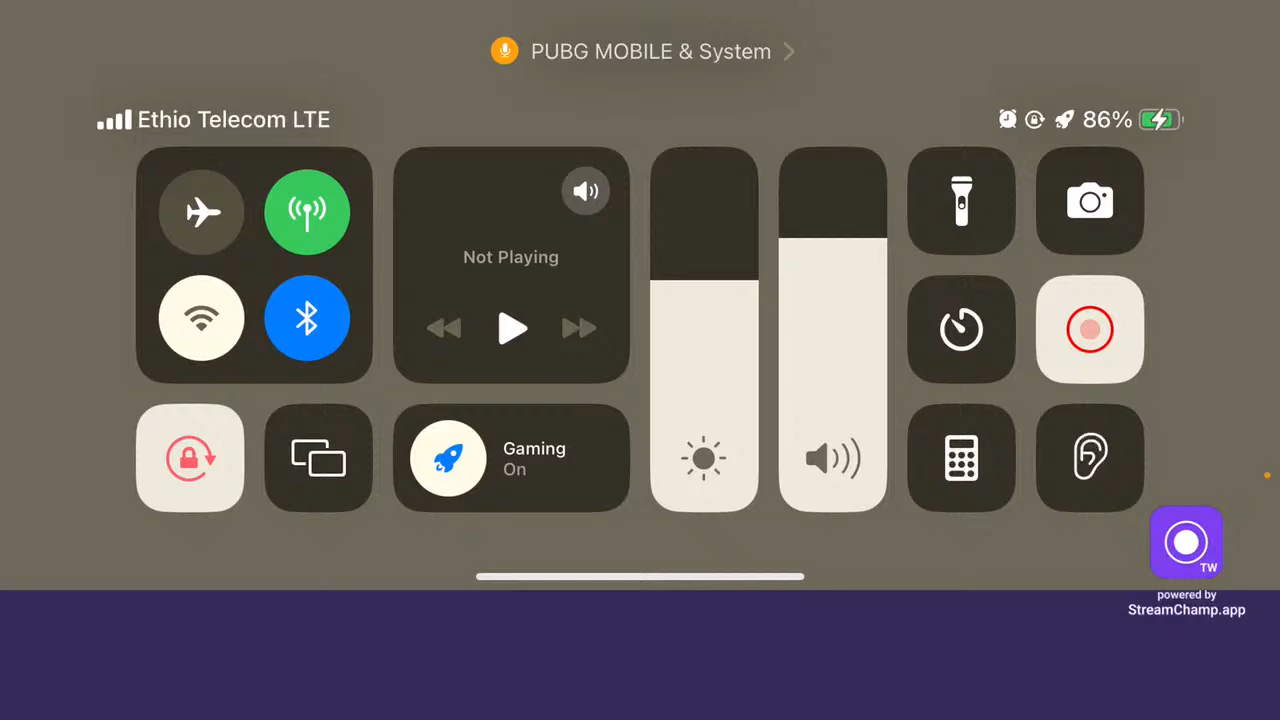 PUBG MOBILE & System
Ethio Telecom LTE
86%
Not Playing
Gaming
On
TW
powered by
StreamChamp.app